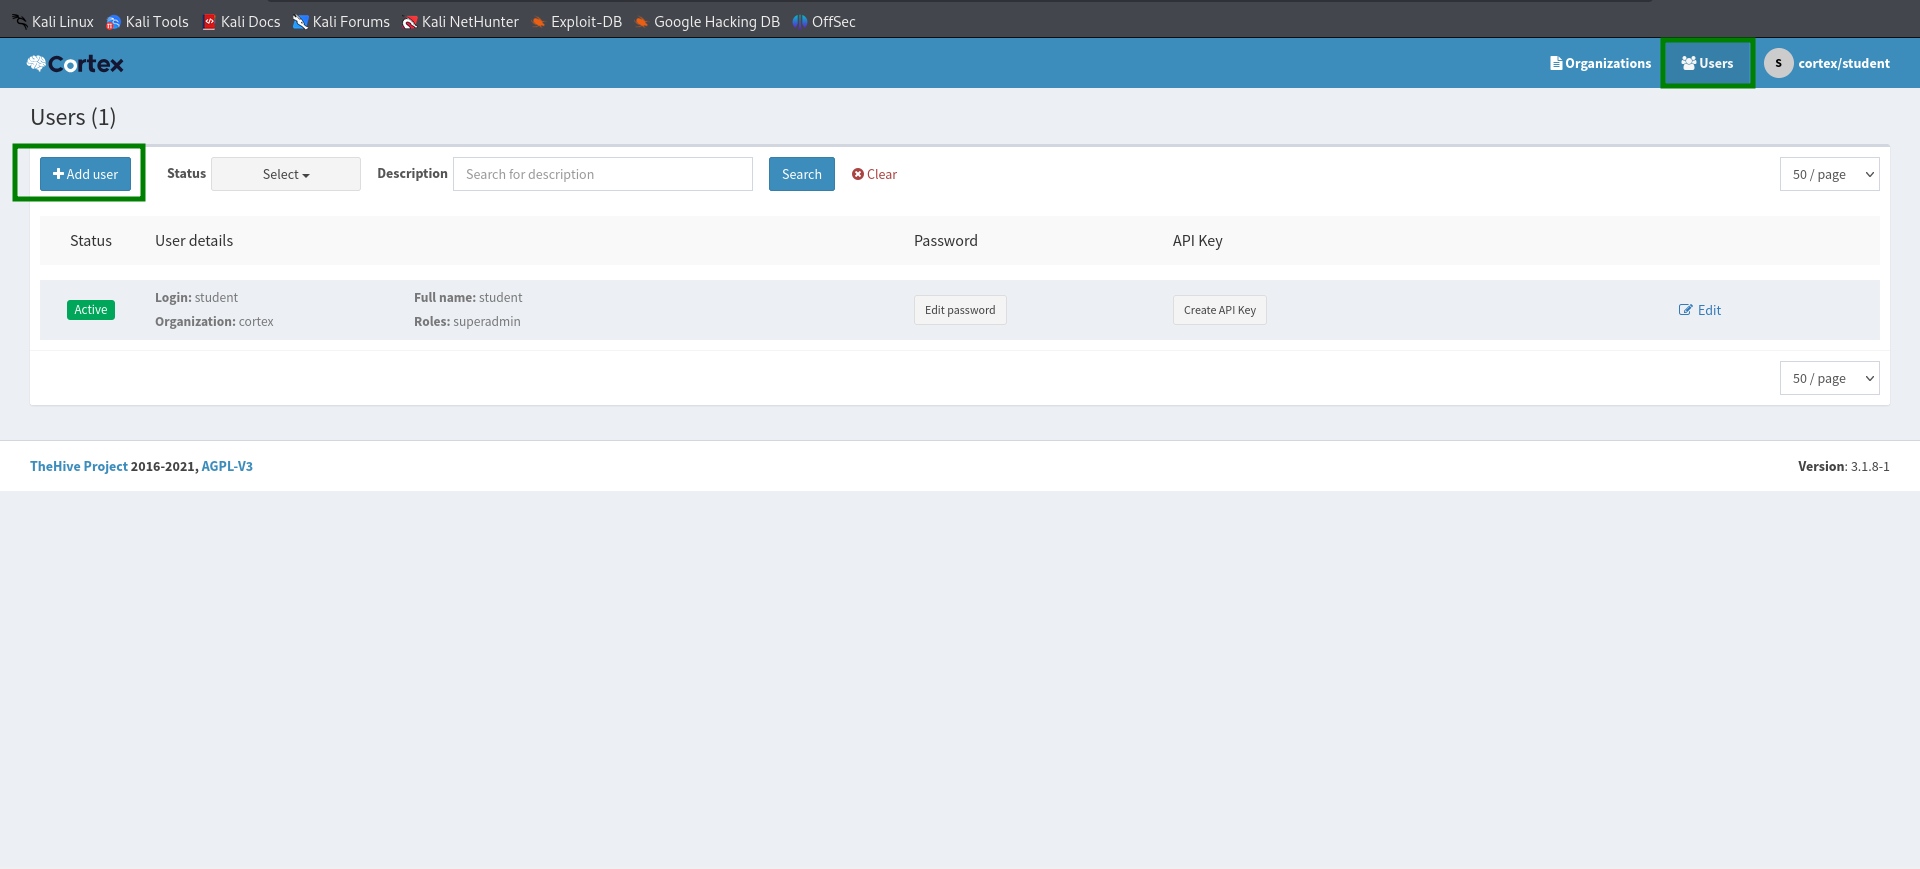 Kali Linux Kali Tools Kali Docs Kali Forums Kali NetHunter Exploit-DB Google Hacking DB OffSec
Cortex Organizations Users S cortex/student
Users (1)
Add user Status Select Description Search for description Search Clear 50 / page
Status User details Password API Key
Active Login: student Full name: student Edit password Create API Key Edit
Organization: cortex Roles: superadmin
50 / page
TheHive Project 2016-2021, AGPL-V3 Version: 3.1.8-1